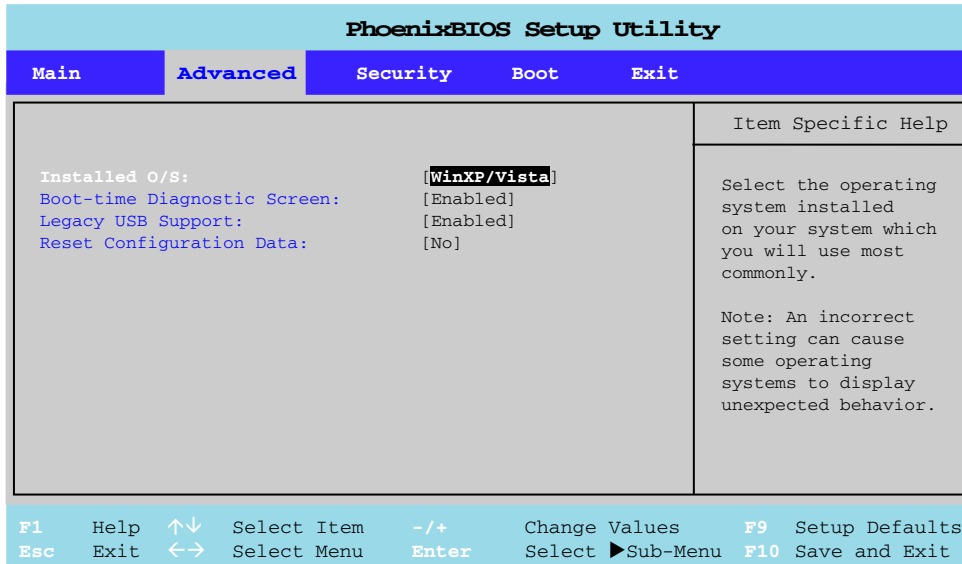 PhoenixBIOS Setup Utility
Main Advanced Security Boot Exit
Installed O/S: [WinXP/Vista]
Boot-time Diagnostic Screen: [Enabled]
Legacy USB Support: [Enabled]
Reset Configuration Data: [No]
Item Specific Help
Select the operating
system installed
on your system which
you will use most
commonly.
Note: An incorrect
setting can cause
some operating
systems to display
unexpected behavior.
F1 Help ↑↓ Select Item -/+ Change Values F9 Setup Defaults
Esc Exit ←→ Select Menu Enter Select ▶Sub-Menu F10 Save and Exit